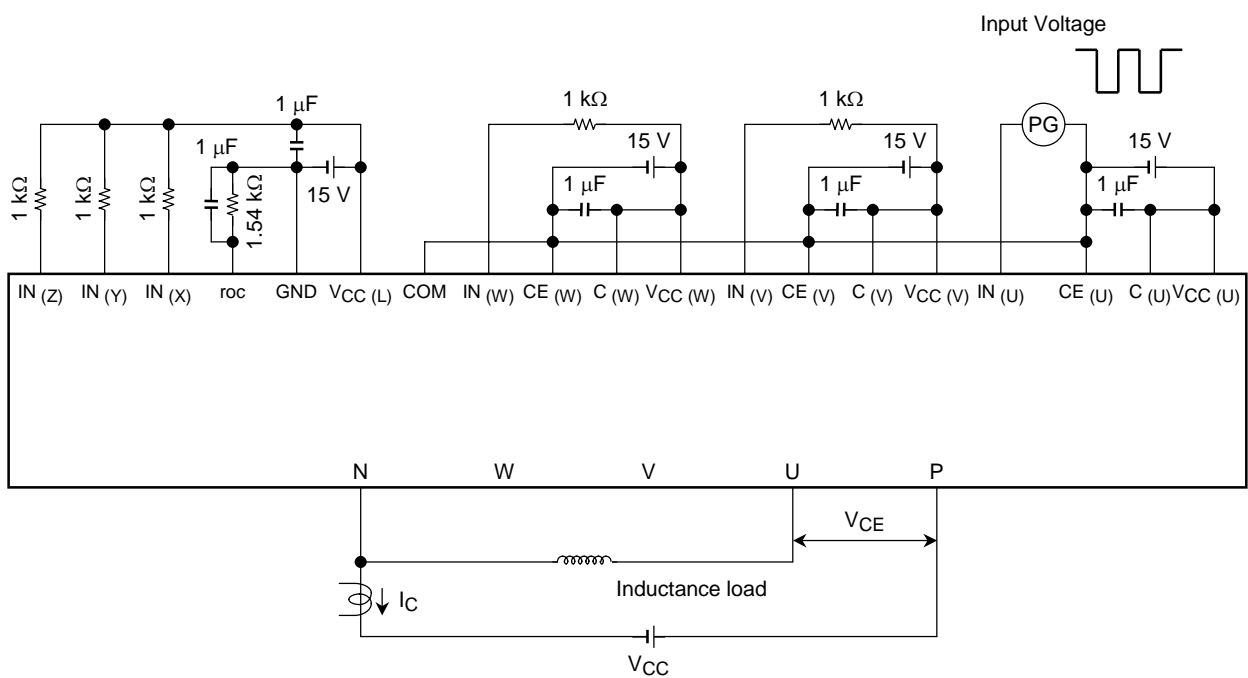 Input Voltage
1 μF
1 kΩ
1 kΩ
PG
1 μF
15 V
15 V
15 V
1 kΩ
1 kΩ
1 kΩ
1.54 kΩ
15 V
1 μF
1 μF
1 μF
IN (Z) IN (Y) IN (X) roc GND VCC (L) COM IN (W) CE (W) C (W) VCC (W) IN (V) CE (V) C (V) VCC (V) IN (U) CE (U) C (U) VCC (U)
N W V U P
VCE
Inductance load
IC
VCC